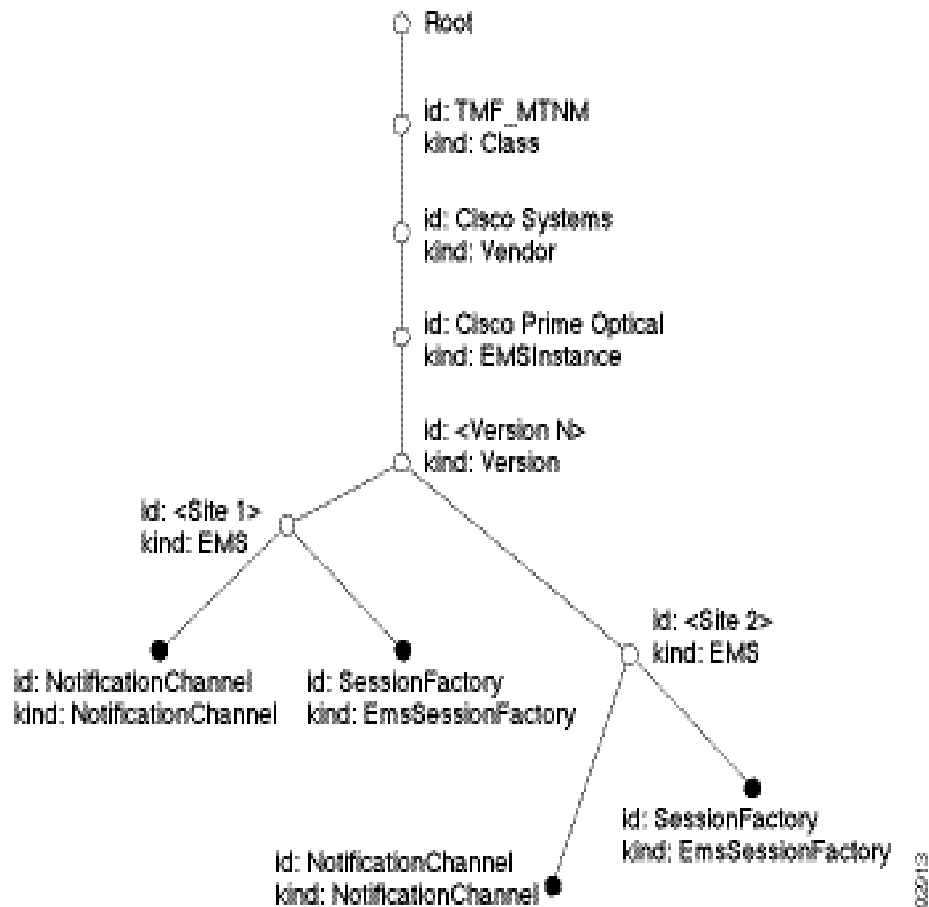 Root
id: TMF_MTNM
kind: Class
id: Cisco Systems
kind: Vendor
id: Cisco Prime Optical
kind: EMSInstance
id: <Version N>
kind: Version
id: <Site 1>
kind: EMS
id: <Site 2>
kind: EMS
id: NotificationChannel
kind: NotificationChannel
id: SessionFactory
kind: EmsSessionFactory
id: SessionFactory
kind: EmsSessionFactory
id: NotificationChannel
kind: NotificationChannel